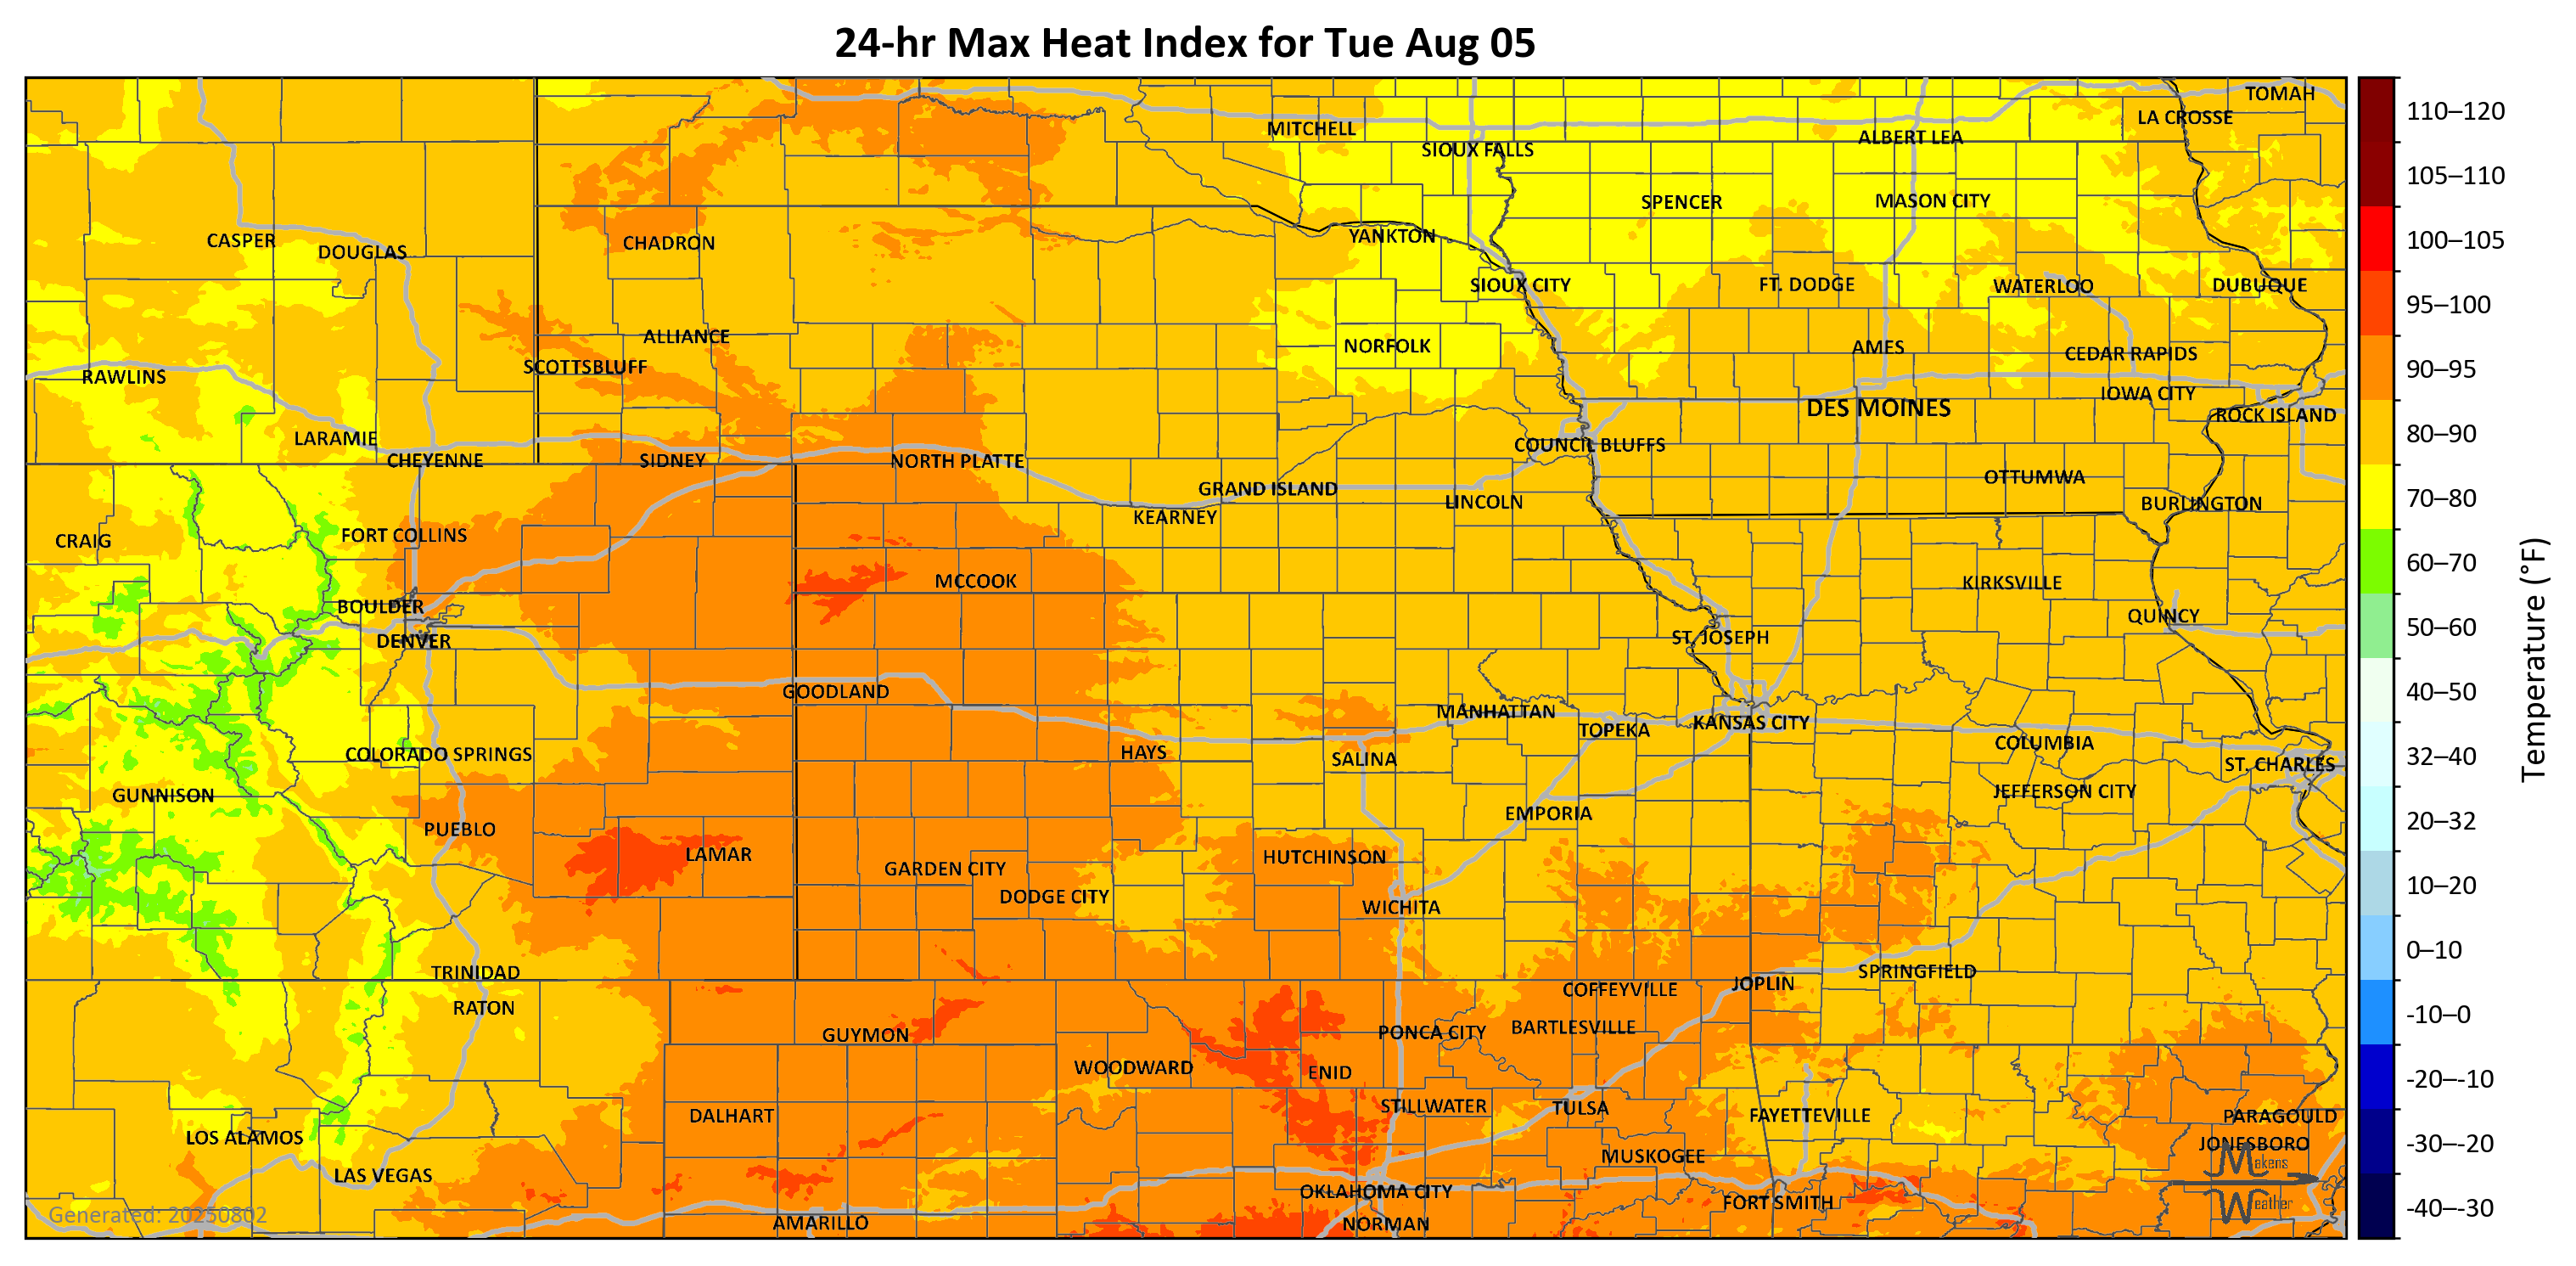 24-hr Max Heat Index for Tue Aug 05
TOMAH
LA CROSSE
MITCHELL
ALBERT LEA
SIOUX FALLS
SPENCER
MASON CITY
YANKTON
CASPER
CHADRON
DOUGLAS
SIOUX CITY
FT. DODGE
WATERLOO
DUBUQUE
ALLIANCE
NORFOLK
AMES
CEDAR RAPIDS
SCOTTSBLUFF
RAWLINS
IOWA CITY
DES MOINES
ROCK ISLAND
LARAMIE
COUNCIL BLUFFS
CHEYENNE
SIDNEY
NORTH PLATTE
OTTUMWA
GRAND ISLAND
LINCOLN
BURLINGTON
KEARNEY
FORT COLLINS
CRAIG
MCCOOK
KIRKSVILLE
BOULDER
QUINCY
DENVER
ST. JOSEPH
GOODLAND
MANHATTAN
KANSAS CITY
TOPEKA
COLUMBIA
COLORADO SPRINGS
HAYS
SALINA
ST. CHARLES
GUNNISON
JEFFERSON CITY
EMPORIA
PUEBLO
LAMAR
HUTCHINSON
GARDEN CITY
DODGE CITY
WICHITA
TRINIDAD
SPRINGFIELD
JOPLIN
COFFEYVILLE
RATON
BARTLESVILLE
GUYMON
PONCA CITY
WOODWARD
ENID
STILLWATER
TULSA
DALHART
FAYETTEVILLE
PARAGOULD
LOS ALAMOS
JONESBORO
MUSKOGEE
LAS VEGAS
OKLAHOMA CITY
FORT SMITH
AMARILLO
NORMAN
Generated: 20250802
Makens
Weather
110–120
105–110
100–105
95–100
90–95
80–90
70–80
60–70
50–60
40–50
32–40
20–32
10–20
0–10
-10–0
-20–-10
-30–-20
-40–-30
Temperature (°F)